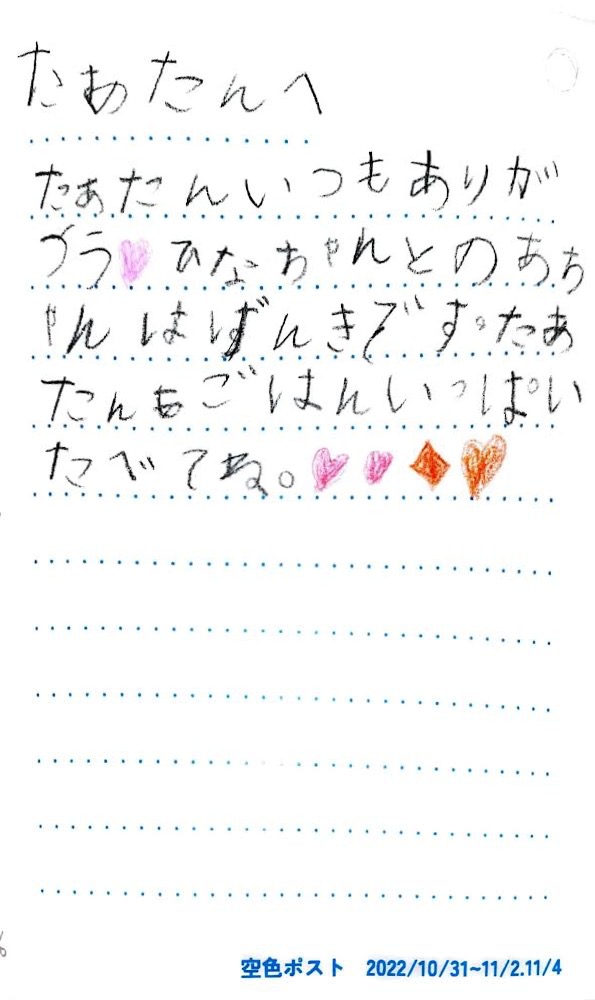 たあたんへ
たあたんいつもありが
づう♥ひなちゃんとのあち
ゃんはげんきです。たあ
たんもごはんいっぱい
たべてね。♥♥♦♥
空色ポスト 2022/10/31~11/2.11/4